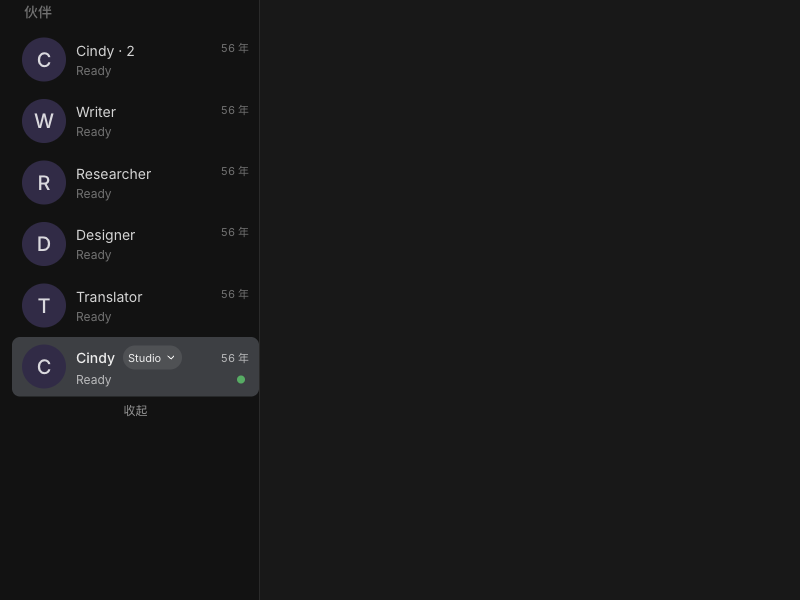 伙伴
C Cindy · 2 56 年
Ready
W Writer 56 年
Ready
R Researcher 56 年
Ready
D Designer 56 年
Ready
T Translator 56 年
Ready
C Cindy Studio 56 年
Ready
收起